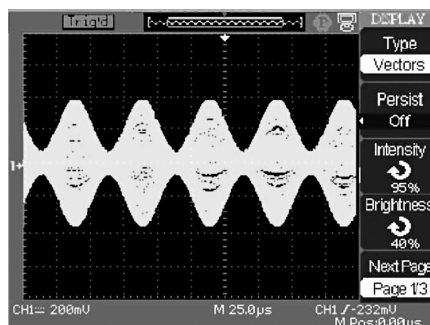 Trig'd
DISPLAY
Type
Vectors
Persist
Off
Intensity
95%
Brightness
40%
Next Page
Page 1/3
1
CH1 200mV
M 25.0µs
CH1 -232mV
M Pos:0.00µs